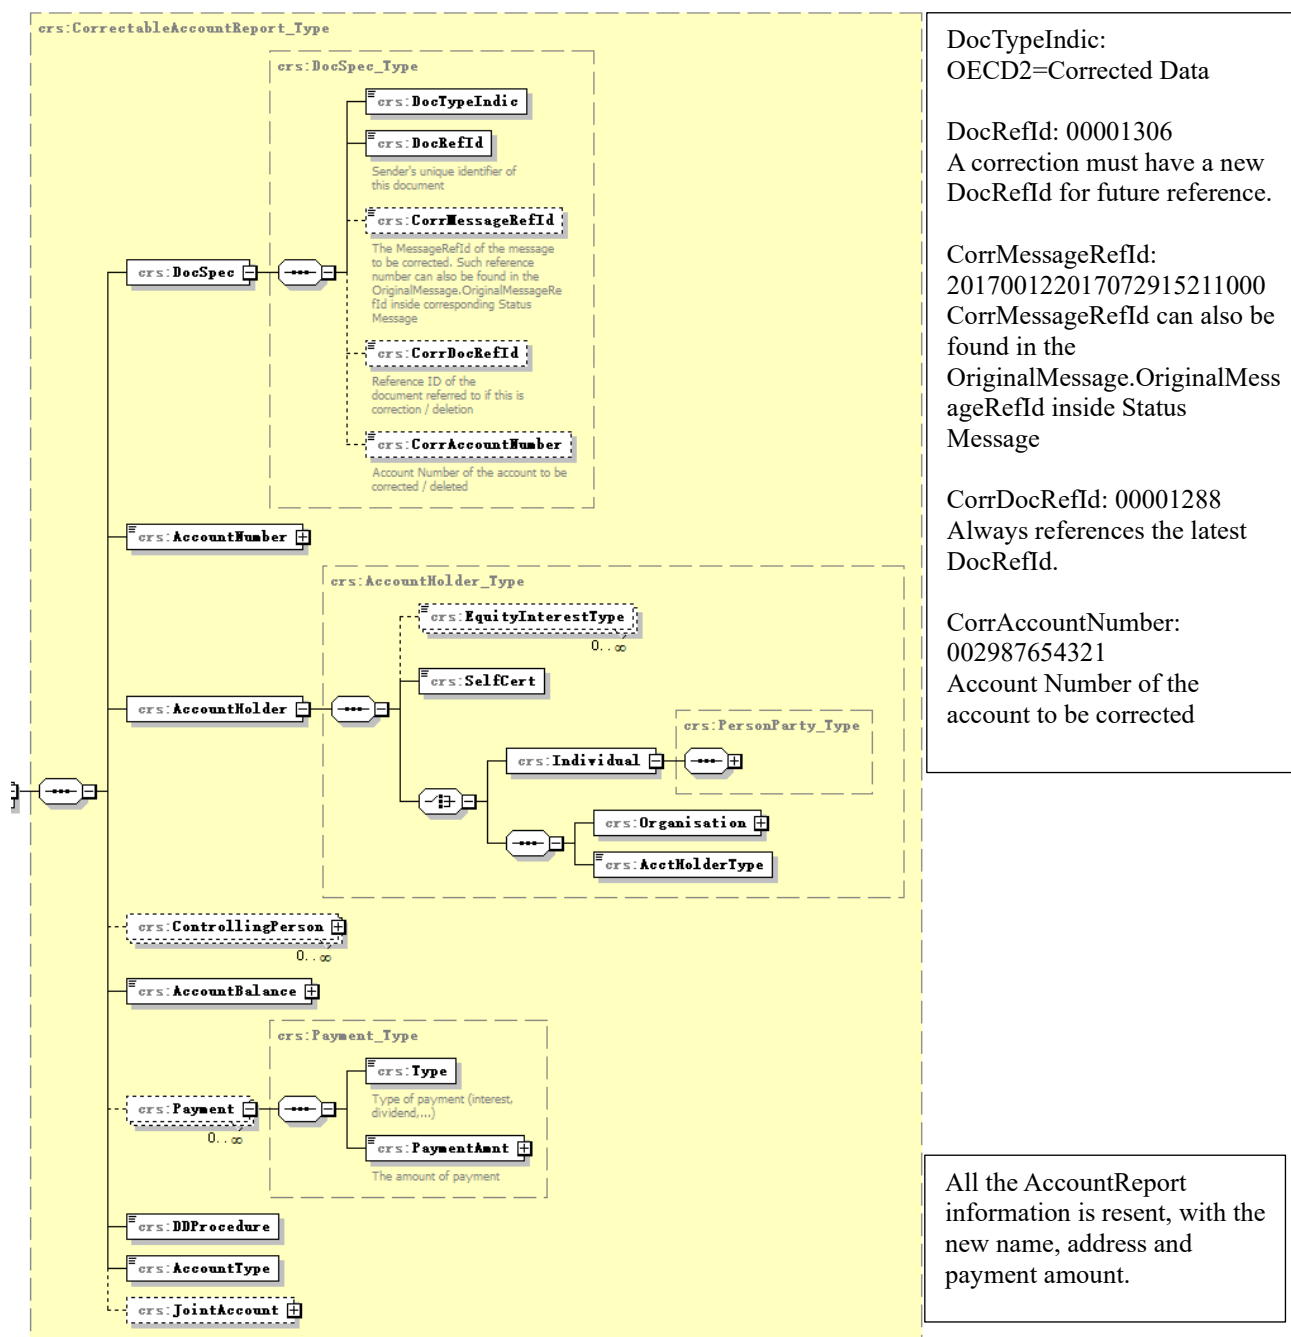 crs:CorrectableAccountReport_Type
crs:DocSpec_Type
crs:DocTypeIndic
crs:DocRefId
Sender's unique identifier of
this document
crs:CorrMessageRefId
The MessageRefId of the message
to be corrected. Such reference
number can also be found in the
OriginalMessage.OriginalMessageRe
fId inside corresponding Status
Message
crs:DocSpec
crs:CorrDocRefId
Reference ID of the
document referred to if this is
correction / deletion
crs:CorrAccountNumber
Account Number of the account to be
corrected / deleted
crs:AccountNumber
crs:AccountHolder_Type
crs:EquityInterestType
0..∞
crs:SelfCert
crs:AccountHolder
crs:PersonParty_Type
crs:Individual
crs:Organisation
crs:AcctHolderType
crs:ControllingPerson
0..∞
crs:AccountBalance
crs:Payment_Type
crs:Type
Type of payment (interest,
dividend,...)
crs:Payment
0..∞
crs:PaymentAmnt
The amount of payment
crs:DDProcedure
crs:AccountType
crs:JointAccount
DocTypeIndic:
OECD2=Corrected Data
DocRefId: 00001306
A correction must have a new
DocRefId for future reference.
CorrMessageRefId:
201700122017072915211000
CorrMessageRefId can also be
found in the
OriginalMessage.OriginalMess
ageRefId inside Status
Message
CorrDocRefId: 00001288
Always references the latest
DocRefId.
CorrAccountNumber:
002987654321
Account Number of the
account to be corrected
All the AccountReport
information is resent, with the
new name, address and
payment amount.